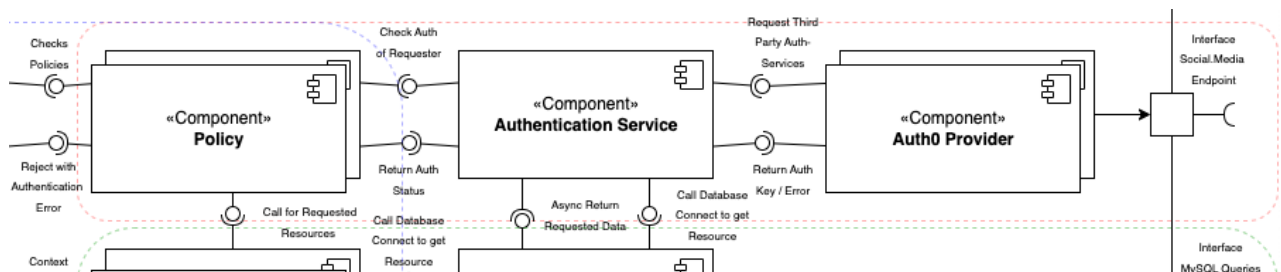 Checks
Policies
Check Auth
of Requester
Request Third
Party Auth-
Services
Interface
Social.Media
Endpoint
«Component»
Policy
«Component»
Authentication Service
«Component»
Auth0 Provider
Reject with
Authentication
Error
Return Auth
Status
Return Auth
Key / Error
Call for Requested
Resources
Call Database
Connect to get
Resource
Async Return
Requested Data
Call Database
Connect to get
Resource
Context
Interface
MySQL Queries